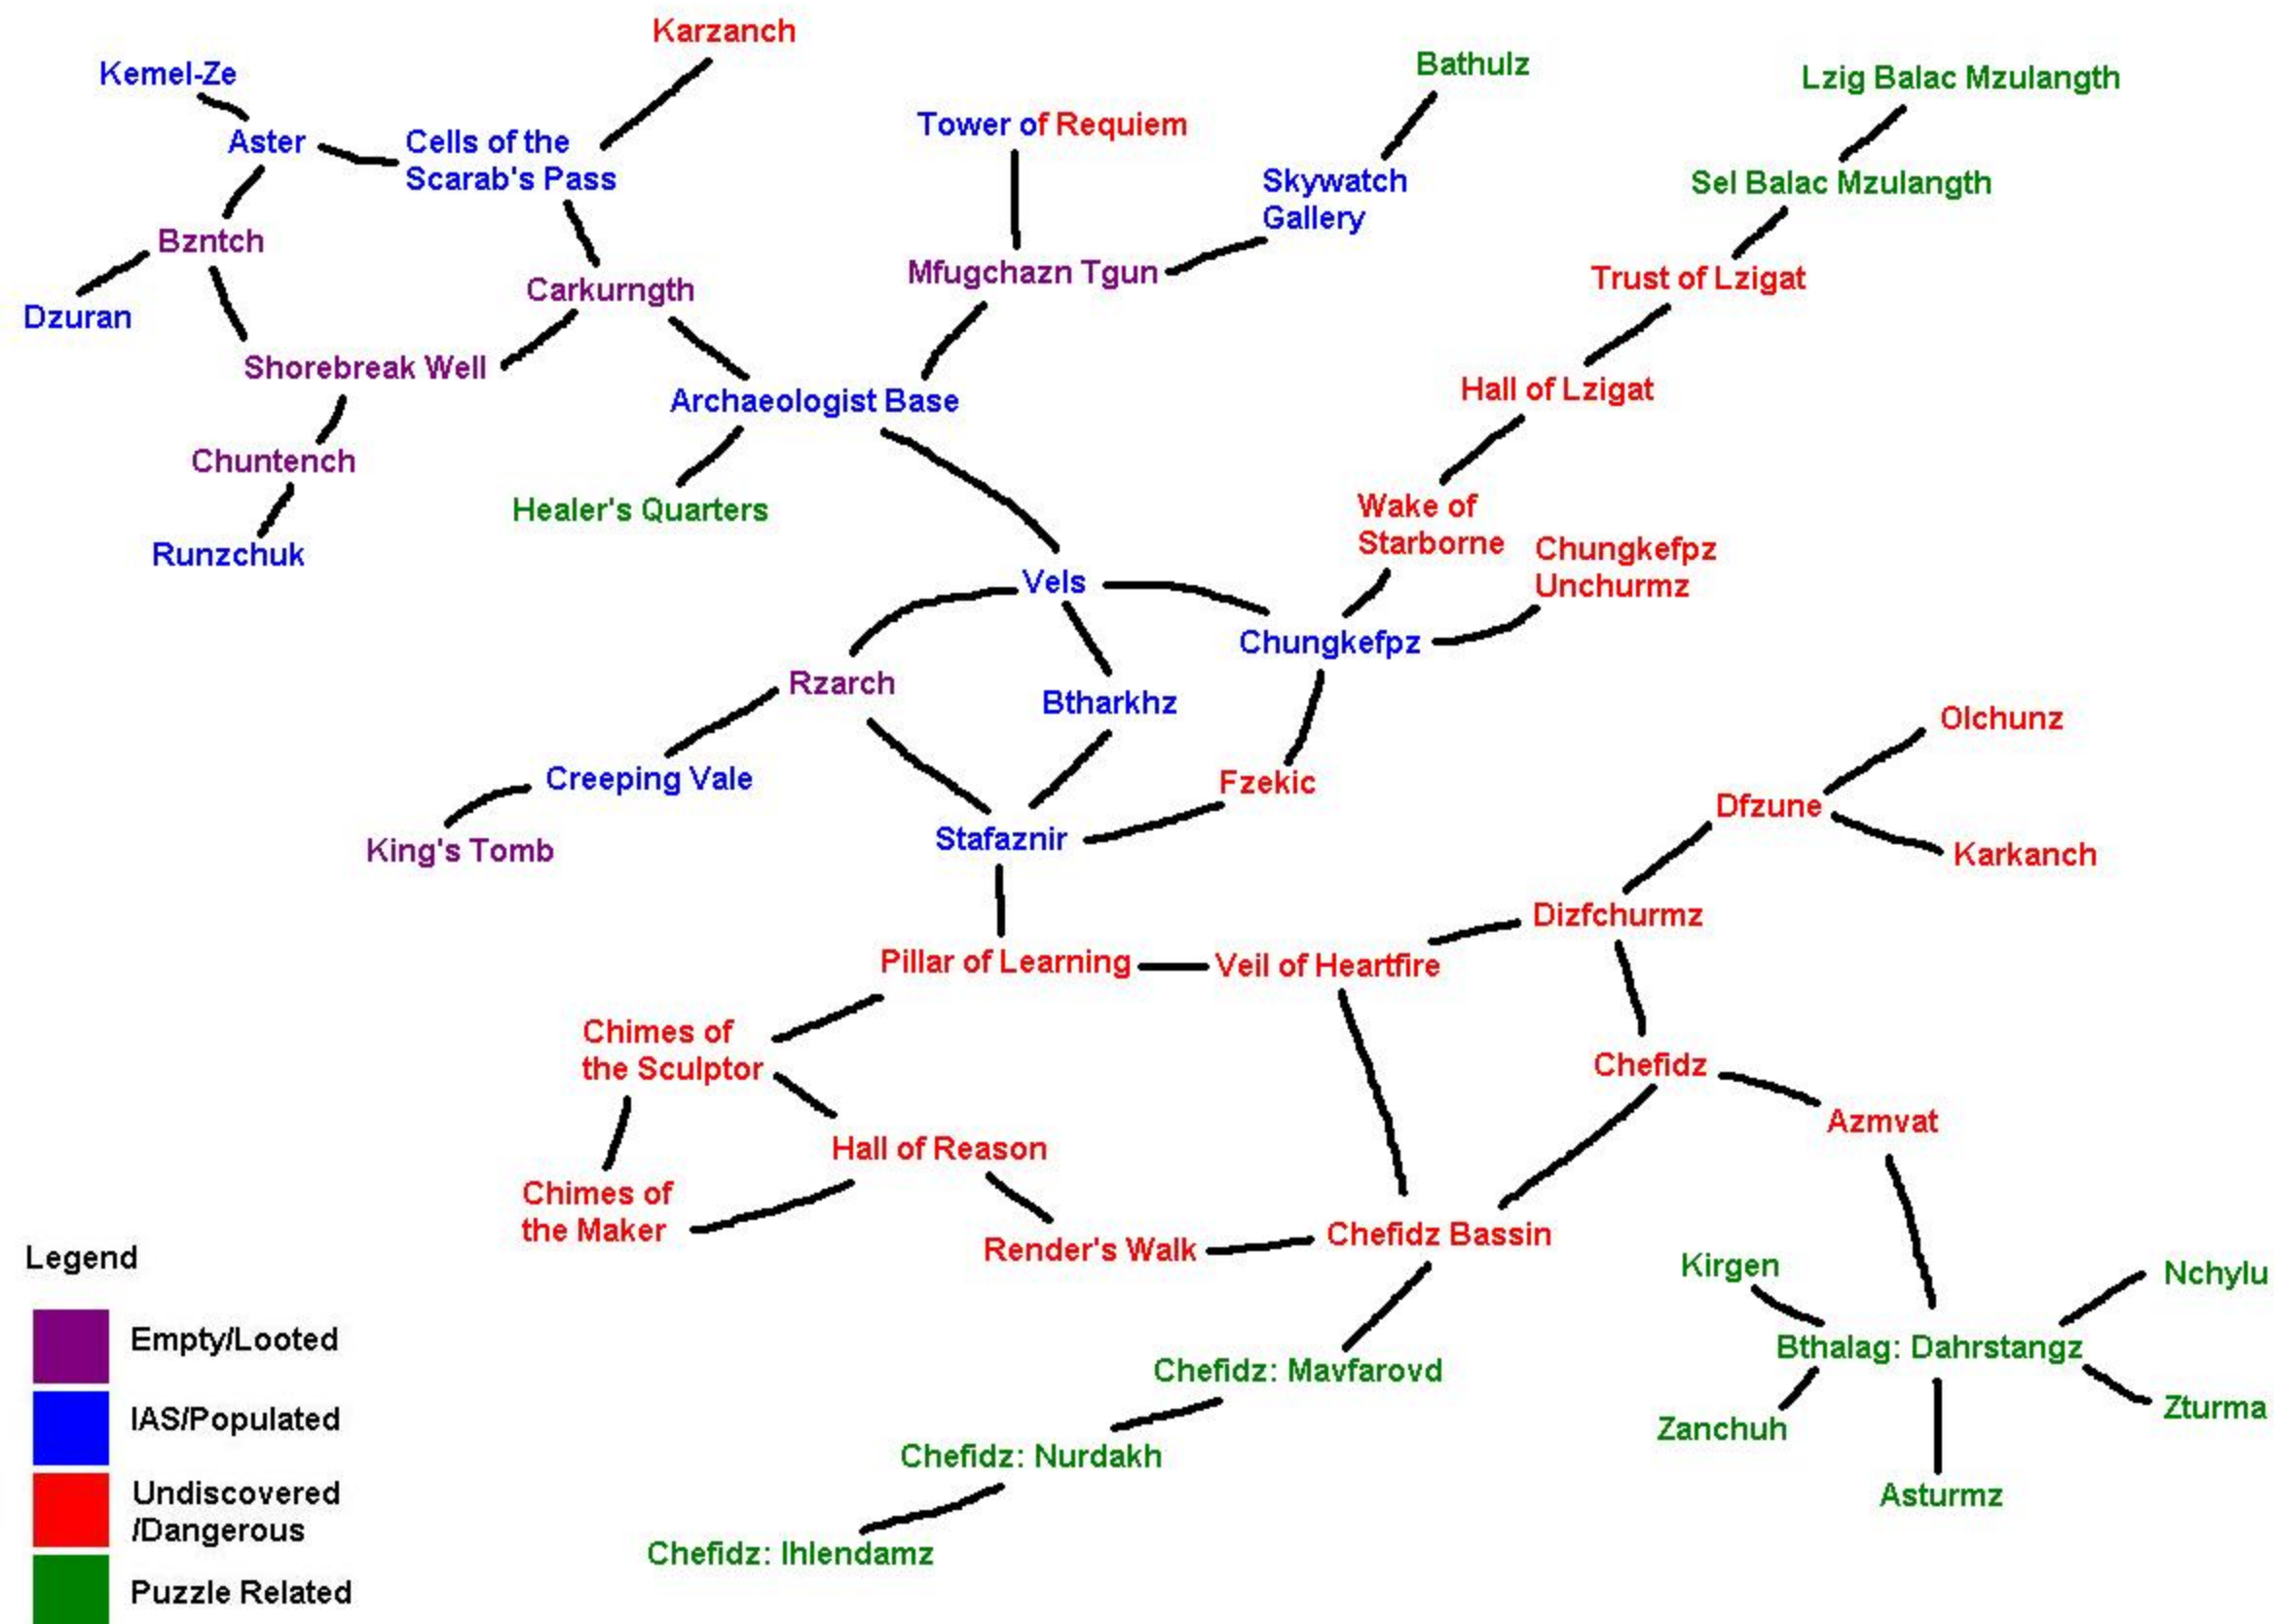 Karzanch
Kemel-Ze
Bathulz
Lzig Balac Mzulangth
Tower of Requiem
Aster
Cells of the
Scarab's Pass
Skywatch
Gallery
Sel Balac Mzulangth
Bzntch
Mfugchazn Tgun
Trust of Lzigat
Carkurngth
Dzuran
Shorebreak Well
Archaeologist Base
Hall of Lzigat
Chuntench
Healer's Quarters
Wake of
Starborne
Chungkefpz
Unchurmz
Runzchuk
Vels
Chungkefpz
Rzarch
Btharkhz
Olchunz
Creeping Vale
Fzekic
Dfzune
King's Tomb
Stafaznir
Karkanch
Dizfchurmz
Pillar of Learning
Veil of Heartfire
Chimes of
the Sculptor
Chefidz
Azmvat
Hall of Reason
Chimes of
the Maker
Render's Walk
Chefidz Bassin
Kirgen
Nchylu
Bthalag: Dahrstangz
Chefidz: Mavfarovd
Zturma
Zanchuh
Chefidz: Nurdakh
Asturmz
Chefidz: Ihlendamz
Legend
Empty/Looted
IAS/Populated
Undiscovered
/Dangerous
Puzzle Related